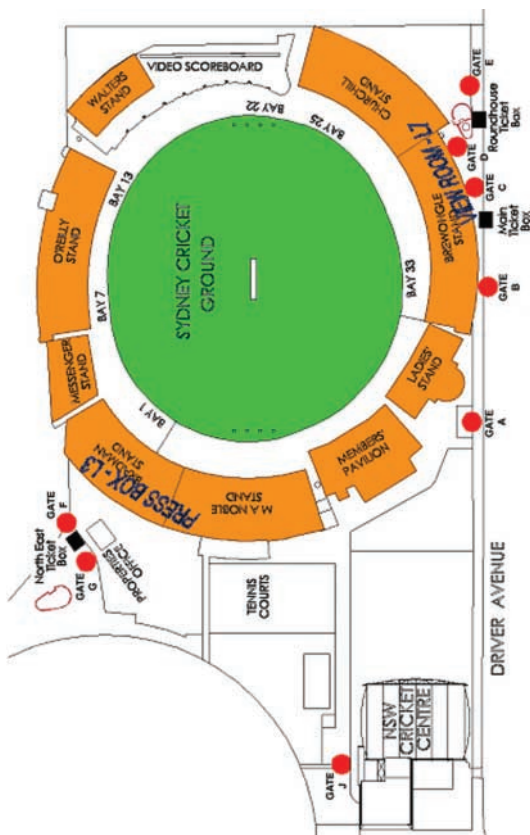 VIDEO SCOREBOARD
WALTERS
STAND
CHURCHILL
STAND
BAY 22
BAY 25
BAY 13
O'REILLY
STAND
BAY 7
MESSENGER
STAND
SYDNEY CRICKET
GROUND
BAY 33
BREWONGLE
STAND
VIEW ROOM - L7
GATE
E
Roundhouse
Ticket
Box
GATE
D
GATE
C
Main
Ticket
Box
GATE
B
LADIES'
STAND
GATE
A
MEMBERS'
PAVILION
BAY 1
BRADMAN
STAND
PRESS BOX - L3
M A NOBLE
STAND
GATE
F
North East
Ticket
Box
GATE
G
PROPERTIES
OFFICE
TENNIS
COURTS
NSW
CRICKET
CENTRE
GATE
J
DRIVER AVENUE